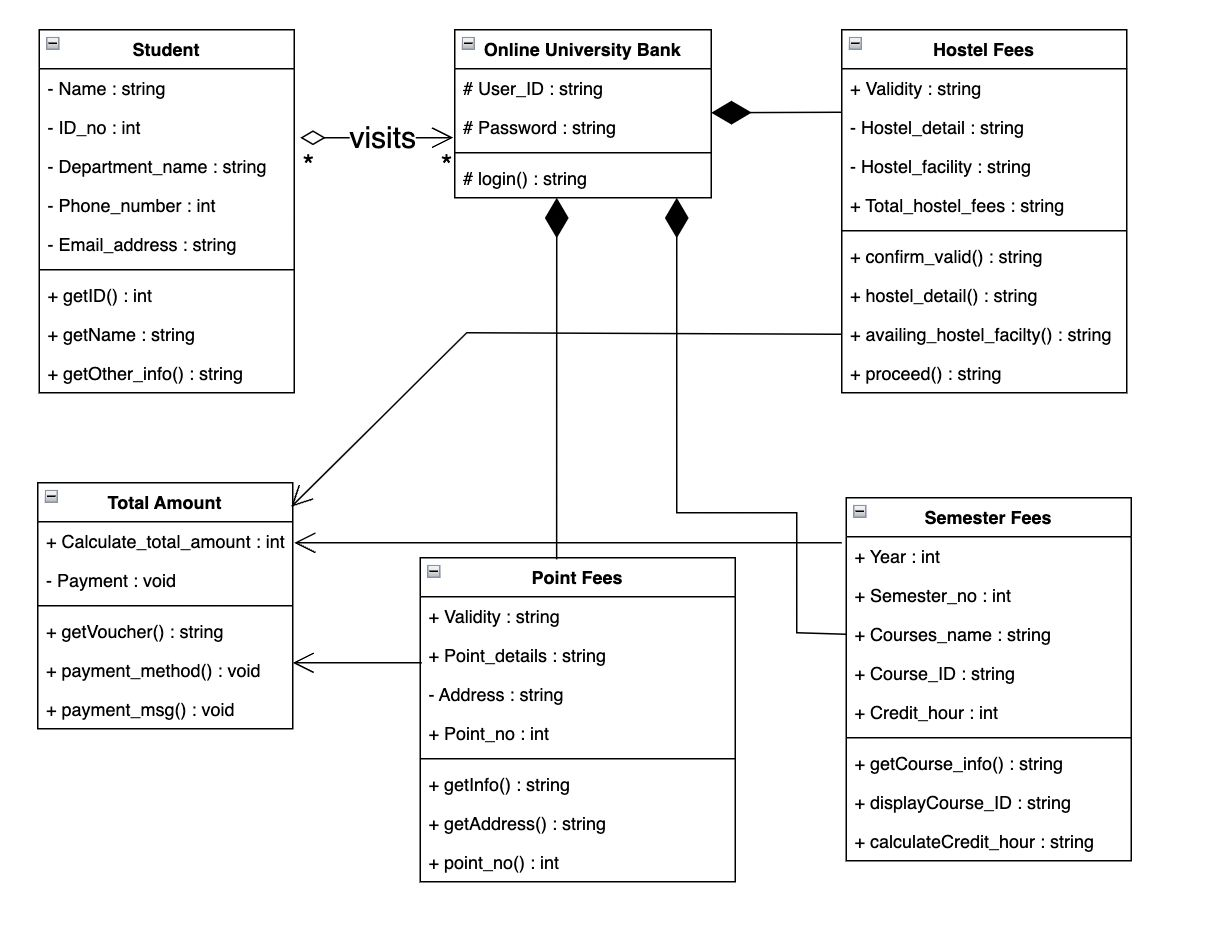 Student
- Name : string
- ID_no : int
- Department_name : string
- Phone_number : int
- Email_address : string
+ getID() : int
+ getName : string
+ getOther_info() : string
visits
*
*
Online University Bank
# User_ID : string
# Password : string
# login() : string
Hostel Fees
+ Validity : string
- Hostel_detail : string
- Hostel_facility : string
+ Total_hostel_fees : string
+ confirm_valid() : string
+ hostel_detail() : string
+ availing_hostel_facilty() : string
+ proceed() : string
Total Amount
+ Calculate_total_amount : int
- Payment : void
+ getVoucher() : string
+ payment_method() : void
+ payment_msg() : void
Point Fees
+ Validity : string
+ Point_details : string
- Address : string
+ Point_no : int
+ getInfo() : string
+ getAddress() : string
+ point_no() : int
Semester Fees
+ Year : int
+ Semester_no : int
+ Courses_name : string
+ Course_ID : string
+ Credit_hour : int
+ getCourse_info() : string
+ displayCourse_ID : string
+ calculateCredit_hour : string